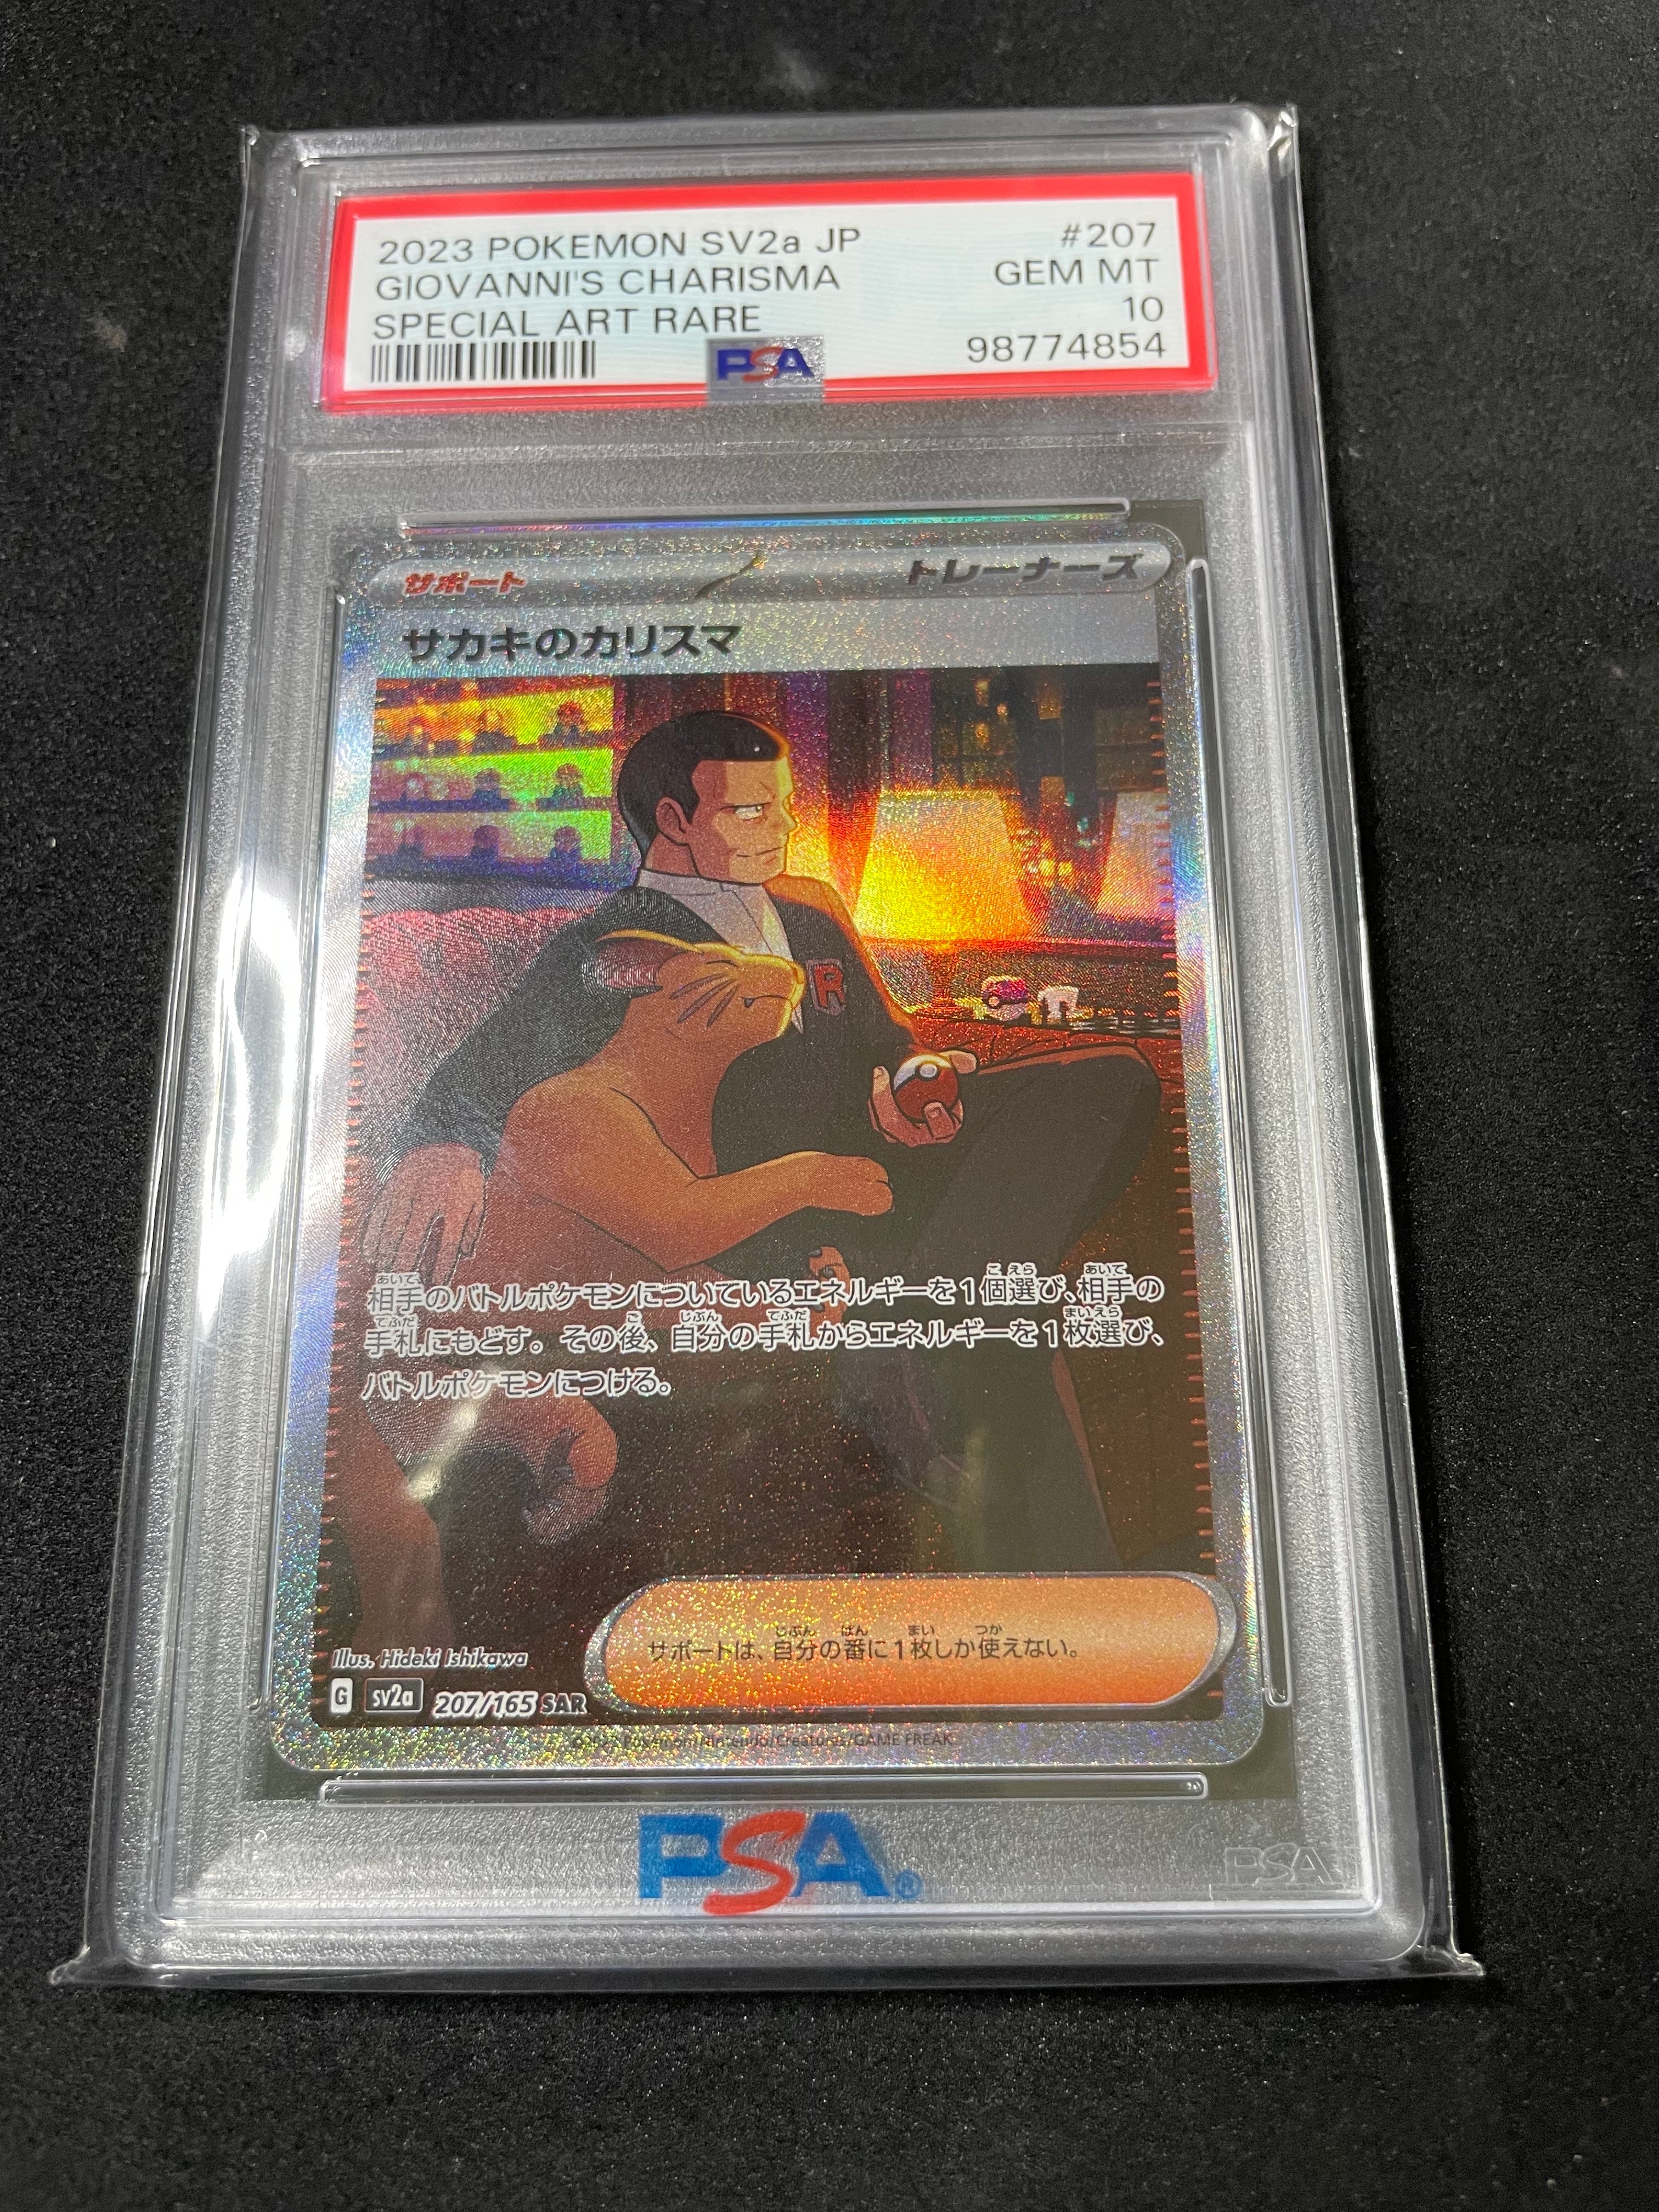 2023 POKEMON SV2a JP #207
GIOVANNI'S CHARISMA GEM MT
SPECIAL ART RARE 10
PSA 98774854
サポート トレーナーズ
サカキのカリスマ
R
相手のバトルポケモンについているエネルギーを1個選び、相手の
手札にもどす。その後、自分の手札からエネルギーを1枚選び、
バトルポケモンにつける。
サポートは、自分の番に1枚しか使えない。
Illus. Hideki Ishikawa
G sv2a 207/165 SAR
Pokémon/Nintendo/Creatures/GAME FREAK
PSA®
PSA